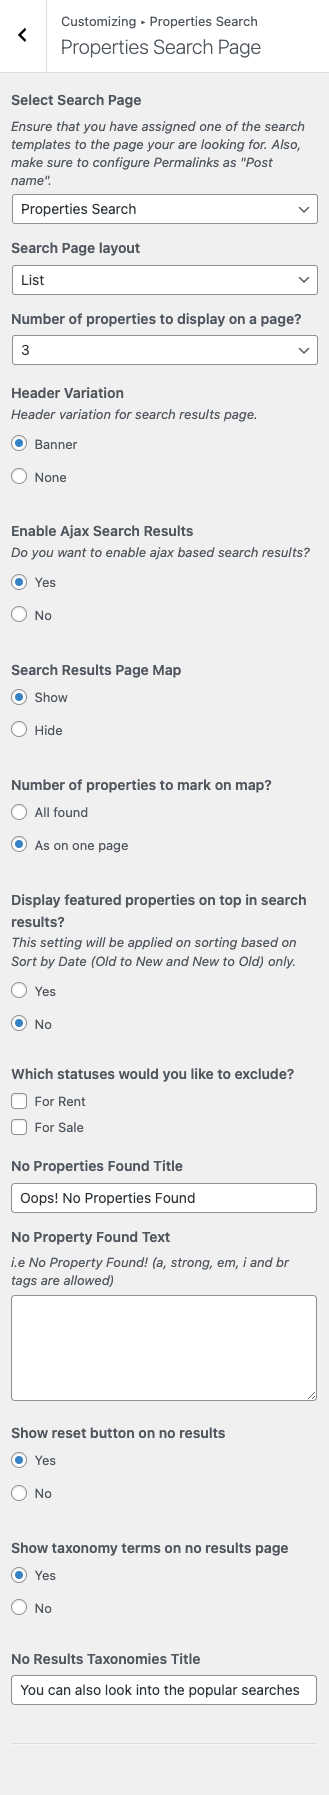 Customizing ▸ Properties Search
Properties Search Page
Select Search Page
Ensure that you have assigned one of the search
templates to the page your are looking for. Also,
make sure to configure Permalinks as "Post
name".
Properties Search
Search Page layout
List
Number of properties to display on a page?
3
Header Variation
Header variation for search results page.
Banner
None
Enable Ajax Search Results
Do you want to enable ajax based search results?
Yes
No
Search Results Page Map
Show
Hide
Number of properties to mark on map?
All found
As on one page
Display featured properties on top in search
results?
This setting will be applied on sorting based on
Sort by Date (Old to New and New to Old) only.
Yes
No
Which statuses would you like to exclude?
For Rent
For Sale
No Properties Found Title
Oops! No Properties Found
No Property Found Text
i.e No Property Found! (a, strong, em, i and br
tags are allowed)
Show reset button on no results
Yes
No
Show taxonomy terms on no results page
Yes
No
No Results Taxonomies Title
You can also look into the popular searches